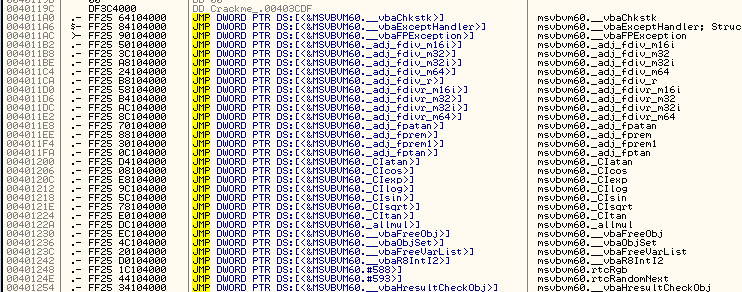 DF3C4000 DD Crackme_.00403CDF
004011A0 .- FF25 64104000 JMP DWORD PTR DS:[<&MSVBVM60.__vbaChkstk>] msvbvm60.__vbaChkstk
004011A6 $- FF25 84104000 JMP DWORD PTR DS:[<&MSVBVM60.__vbaExceptHandler>] msvbvm60.__vbaExceptHandler; Struc
004011AC >- FF25 90104000 JMP DWORD PTR DS:[<&MSVBVM60.__vbaFPException>] msvbvm60.__vbaFPException
004011B2 .- FF25 50104000 JMP DWORD PTR DS:[<&MSVBVM60._adj_fdiv_m16i>] msvbvm60._adj_fdiv_m16i
004011B8 .- FF25 3C104000 JMP DWORD PTR DS:[<&MSVBVM60._adj_fdiv_m32>] msvbvm60._adj_fdiv_m32
004011BE .- FF25 A8104000 JMP DWORD PTR DS:[<&MSVBVM60._adj_fdiv_m32i>] msvbvm60._adj_fdiv_m32i
004011C4 .- FF25 24104000 JMP DWORD PTR DS:[<&MSVBVM60._adj_fdiv_m64>] msvbvm60._adj_fdiv_m64
004011CA .- FF25 B8104000 JMP DWORD PTR DS:[<&MSVBVM60._adj_fdiv_r>] msvbvm60._adj_fdiv_r
004011D0 .- FF25 58104000 JMP DWORD PTR DS:[<&MSVBVM60._adj_fdivr_m16i>] msvbvm60._adj_fdivr_m16i
004011D6 .- FF25 B4104000 JMP DWORD PTR DS:[<&MSVBVM60._adj_fdivr_m32>] msvbvm60._adj_fdivr_m32
004011DC .- FF25 AC104000 JMP DWORD PTR DS:[<&MSVBVM60._adj_fdivr_m32i>] msvbvm60._adj_fdivr_m32i
004011E2 .- FF25 8C104000 JMP DWORD PTR DS:[<&MSVBVM60._adj_fdivr_m64>] msvbvm60._adj_fdivr_m64
004011E8 .- FF25 70104000 JMP DWORD PTR DS:[<&MSVBVM60._adj_fpatan>] msvbvm60._adj_fpatan
004011EE .- FF25 88104000 JMP DWORD PTR DS:[<&MSVBVM60._adj_fprem>] msvbvm60._adj_fprem
004011F4 .- FF25 30104000 JMP DWORD PTR DS:[<&MSVBVM60._adj_fprem1>] msvbvm60._adj_fprem1
004011FA .- FF25 0C104000 JMP DWORD PTR DS:[<&MSVBVM60._adj_fptan>] msvbvm60._adj_fptan
00401200 .- FF25 D4104000 JMP DWORD PTR DS:[<&MSVBVM60._CIatan>] msvbvm60._CIatan
00401206 .- FF25 08104000 JMP DWORD PTR DS:[<&MSVBVM60._CIcos>] msvbvm60._CIcos
0040120C .- FF25 E8104000 JMP DWORD PTR DS:[<&MSVBVM60._CIexp>] msvbvm60._CIexp
00401212 .- FF25 9C104000 JMP DWORD PTR DS:[<&MSVBVM60._CIlog>] msvbvm60._CIlog
00401218 .- FF25 5C104000 JMP DWORD PTR DS:[<&MSVBVM60._CIsin>] msvbvm60._CIsin
0040121E .- FF25 78104000 JMP DWORD PTR DS:[<&MSVBVM60._CIsqrt>] msvbvm60._CIsqrt
00401224 .- FF25 E0104000 JMP DWORD PTR DS:[<&MSVBVM60._CItan>] msvbvm60._CItan
0040122A .- FF25 DC104000 JMP DWORD PTR DS:[<&MSVBVM60._allmul>] msvbvm60._allmul
00401230 .- FF25 EC104000 JMP DWORD PTR DS:[<&MSVBVM60.__vbaFreeObj>] msvbvm60.__vbaFreeObj
00401236 .- FF25 4C104000 JMP DWORD PTR DS:[<&MSVBVM60.__vbaObjSet>] msvbvm60.__vbaObjSet
0040123C .- FF25 20104000 JMP DWORD PTR DS:[<&MSVBVM60.__vbaFreeVarList>] msvbvm60.__vbaFreeVarList
00401242 .- FF25 D0104000 JMP DWORD PTR DS:[<&MSVBVM60.__vbaR8IntI2>] msvbvm60.__vbaR8IntI2
00401248 .- FF25 1C104000 JMP DWORD PTR DS:[<&MSVBVM60.#588>] msvbvm60.rtcRgb
0040124E .- FF25 44104000 JMP DWORD PTR DS:[<&MSVBVM60.#593>] msvbvm60.rtcRandomNext
00401254 .- FF25 34104000 JMP DWORD PTR DS:[<&MSVBVM60.__vbaHresultCheckObj>] msvbvm60.__vbaHresultCheckObj